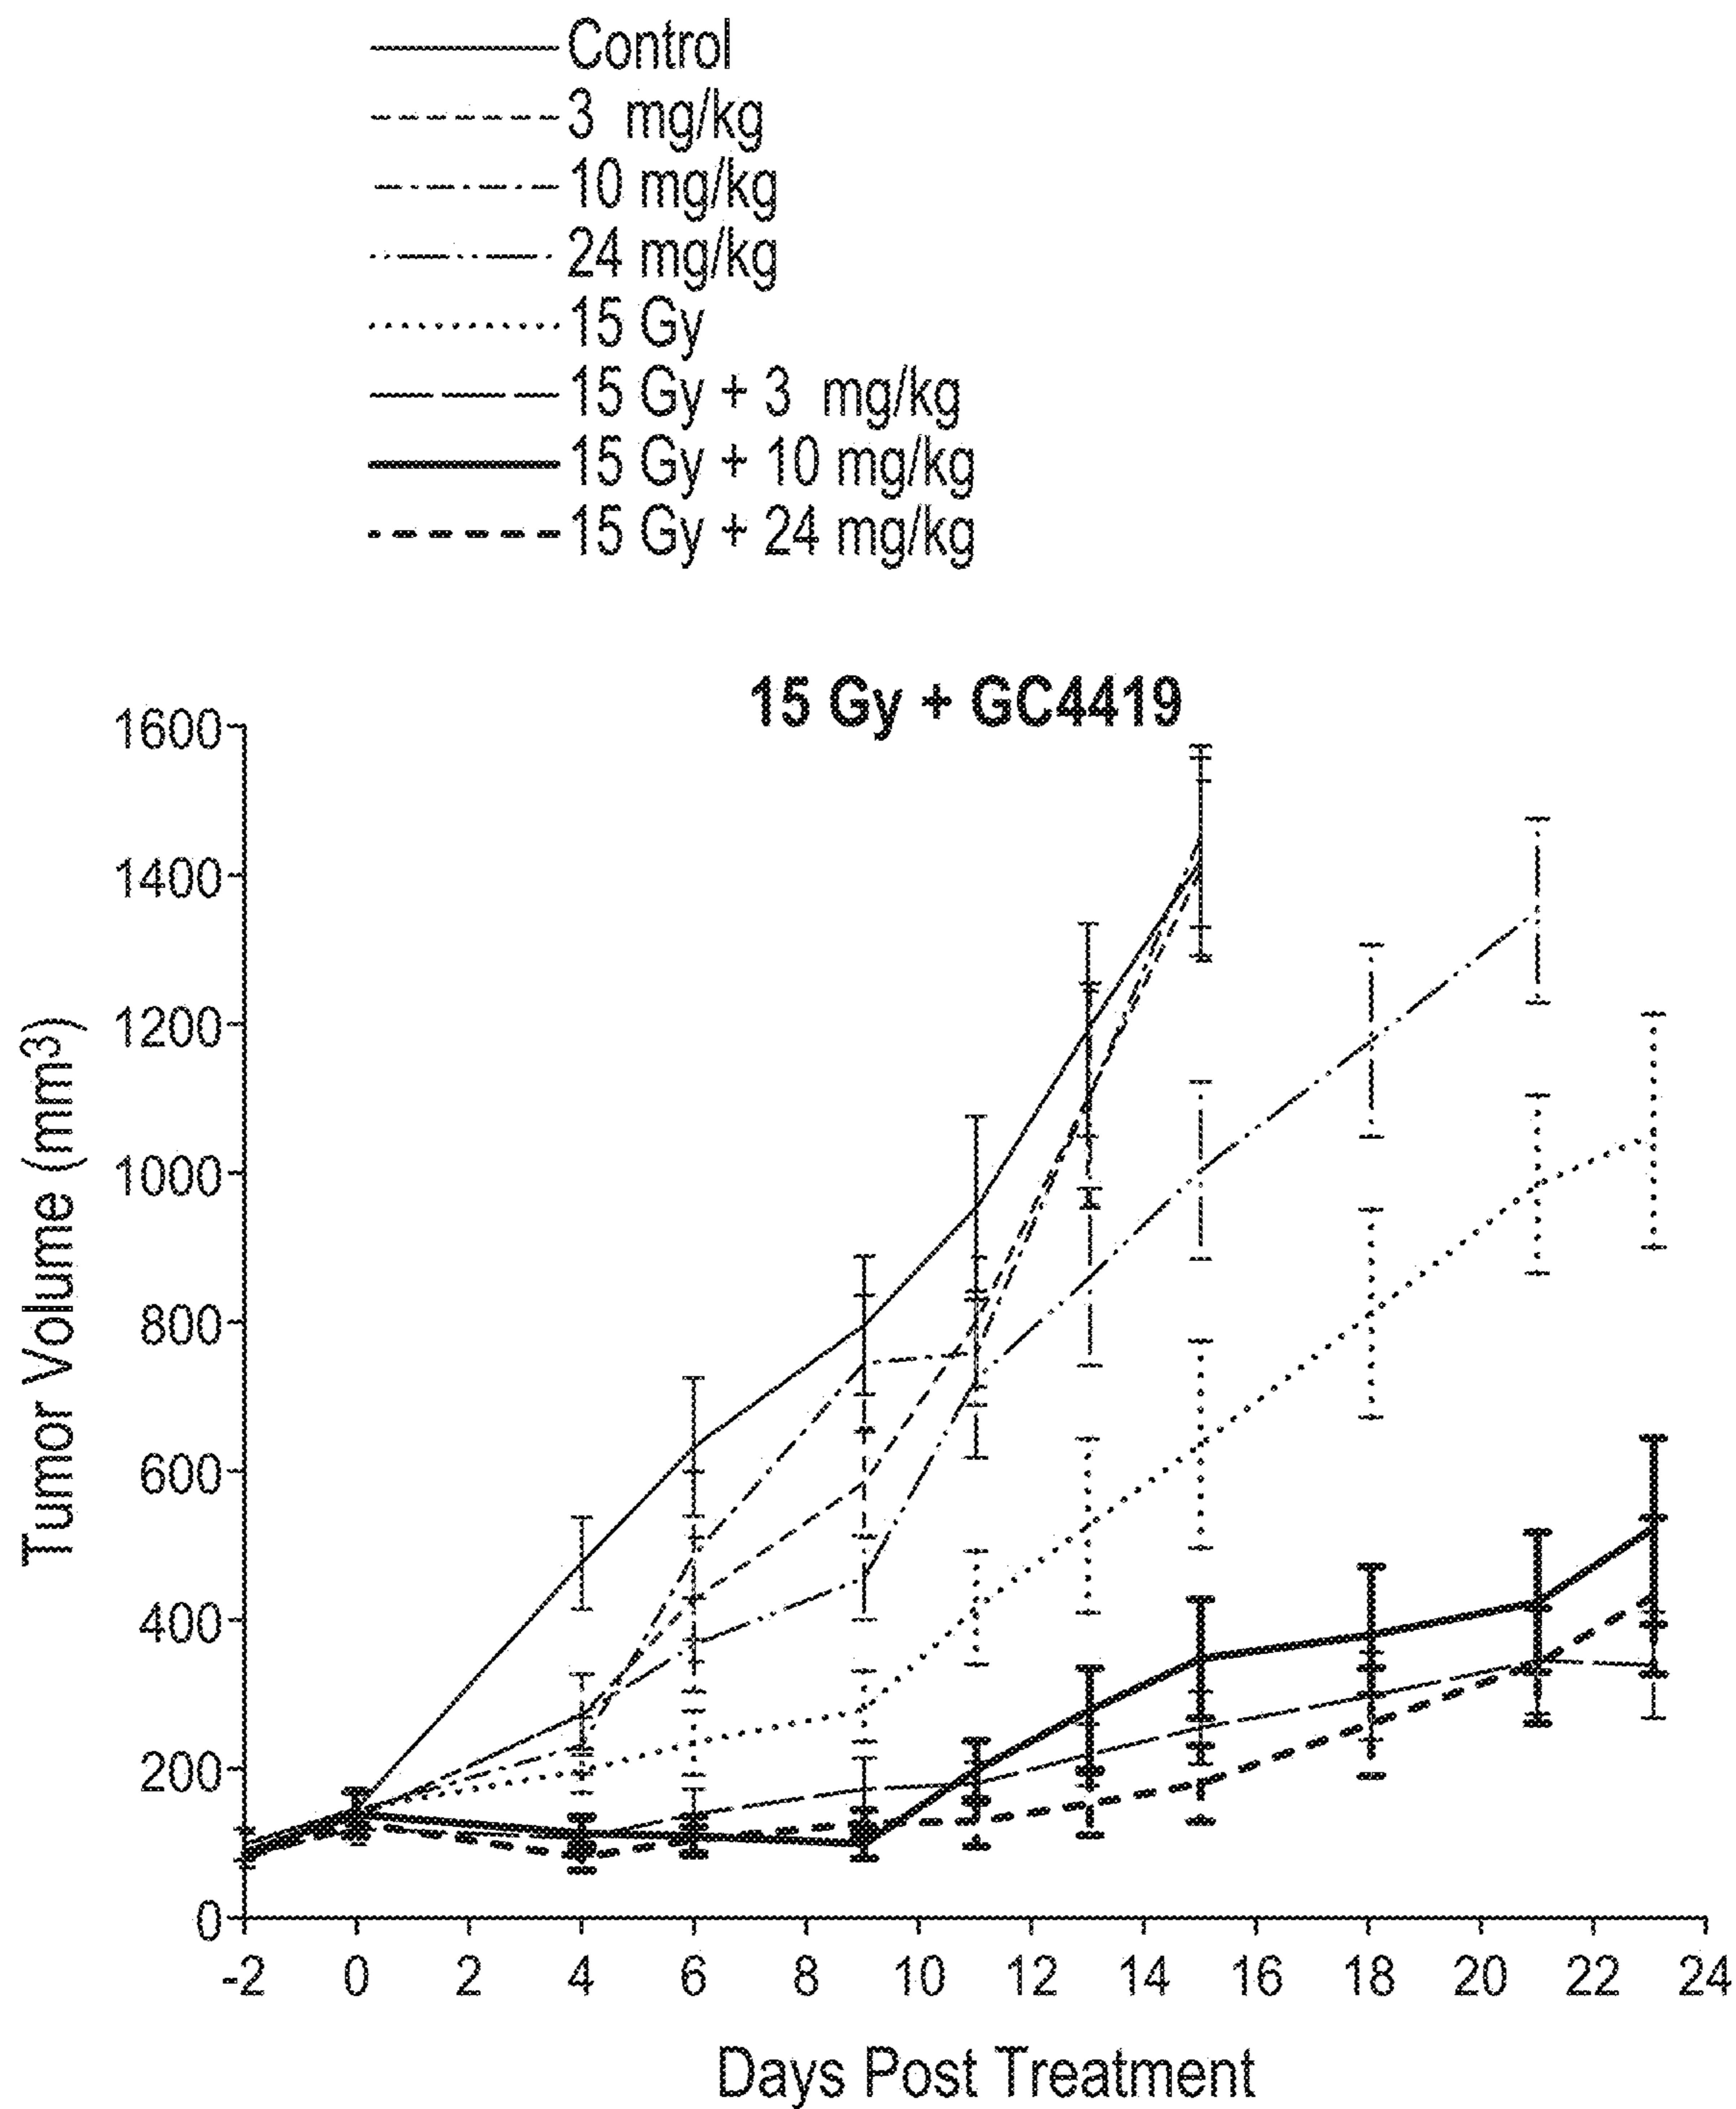 Control
3 mg/kg
10 mg/kg
24 mg/kg
15 Gy
15 Gy + 3 mg/kg
15 Gy + 10 mg/kg
15 Gy + 24 mg/kg
15 Gy + GC4419
Tumor Volume (mm³)
1600
1400
1200
1000
800
600
400
200
0
-2 0 2 4 6 8 10 12 14 16 18 20 22 24
Days Post Treatment